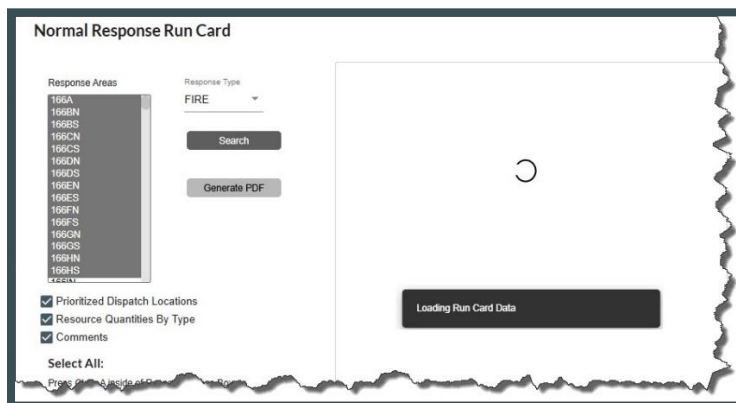 Normal Response Run Card
Response Areas
166A
166BN
166BS
166CN
166CS
166DN
166DS
166EN
166ES
166FN
166FS
166GN
166GS
166HN
166HS
Response Type
FIRE
Search
Generate PDF
Loading Run Card Data
Prioritized Dispatch Locations
Resource Quantities By Type
Comments
Select All: